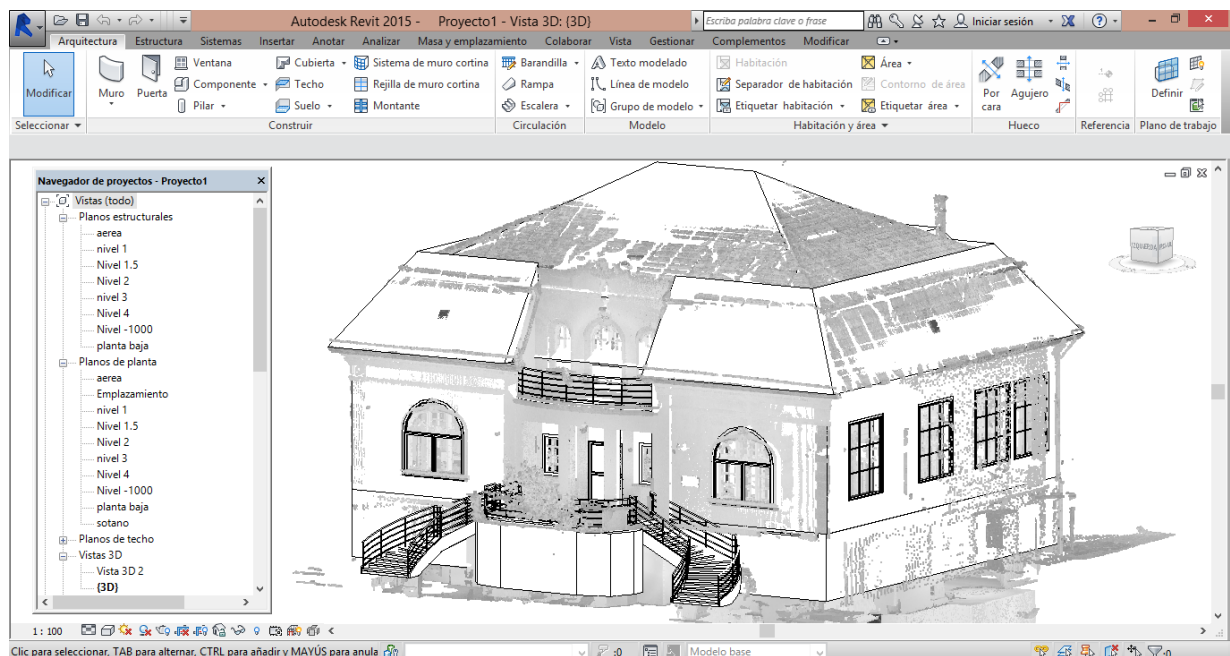 Autodesk Revit 2015 - Proyecto1 - Vista 3D: {3D}
Escriba palabra clave o frase
Iniciar sesión
Arquitectura Estructura Sistemas Insertar Anotar Analizar Masa y emplazamiento Colaborar Vista Gestionar Complementos Modificar
Ventana Cubierta Sistema de muro cortina Barandilla Texto modelado Habitación Área
Modificar Muro Puerta Componente Techo Rejilla de muro cortina Rampa Línea de modelo Separador de habitación Contorno de área Por cara Agujero Definir
Pilar Suelo Montante Escalera Grupo de modelo Etiquetar habitación Etiquetar área
Seleccionar Construir Circulación Modelo Habitación y área Hueco Referencia Plano de trabajo
Navegador de proyectos - Proyecto1
Vistas (todo)
Planos estructurales
aerea
nivel 1
Nivel 1.5
Nivel 2
nivel 3
Nivel 4
Nivel -1000
planta baja
Planos de planta
aerea
Emplazamiento
nivel 1
Nivel 1.5
Nivel 2
nivel 3
Nivel 4
Nivel -1000
planta baja
sotano
Planos de techo
Vistas 3D
Vista 3D 2
{3D}
1 : 100
Clic para seleccionar, TAB para alternar, CTRL para añadir y MAYÚS para anula :0 Modelo base :0